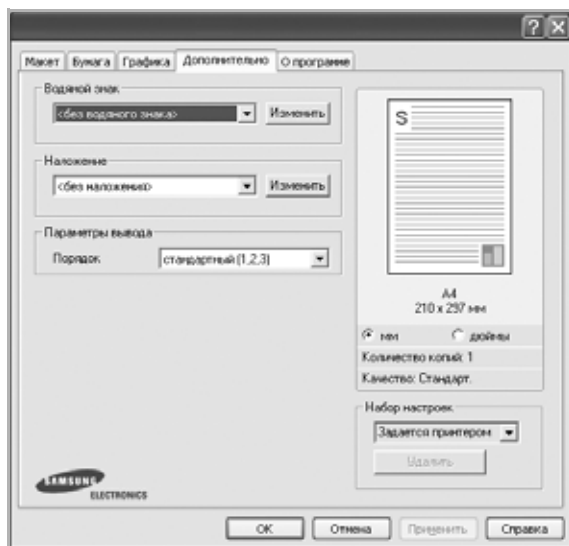 Макет Бумага Графика Дополнительно О программе
Водяной знак
<без водяного знака> Изменить
Наложение
<без наложения> Изменить
Параметры вывода
Порядок стандартный (1,2,3)
S
A4
210 x 297 мм
мм дюймы
Количество копий: 1
Качество: Стандарт.
Набор настроек
Задается принтером
Удалить
SAMSUNG
ELECTRONICS
OK Отмена Применить Справка